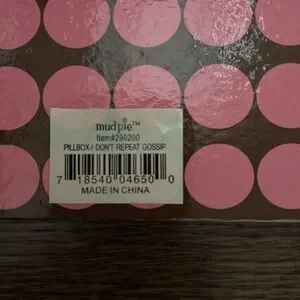 mudpie™
Item#290200
PILLBOX-I DON'T REPEAT GOSSIP
7 18540 04650 0
MADE IN CHINA